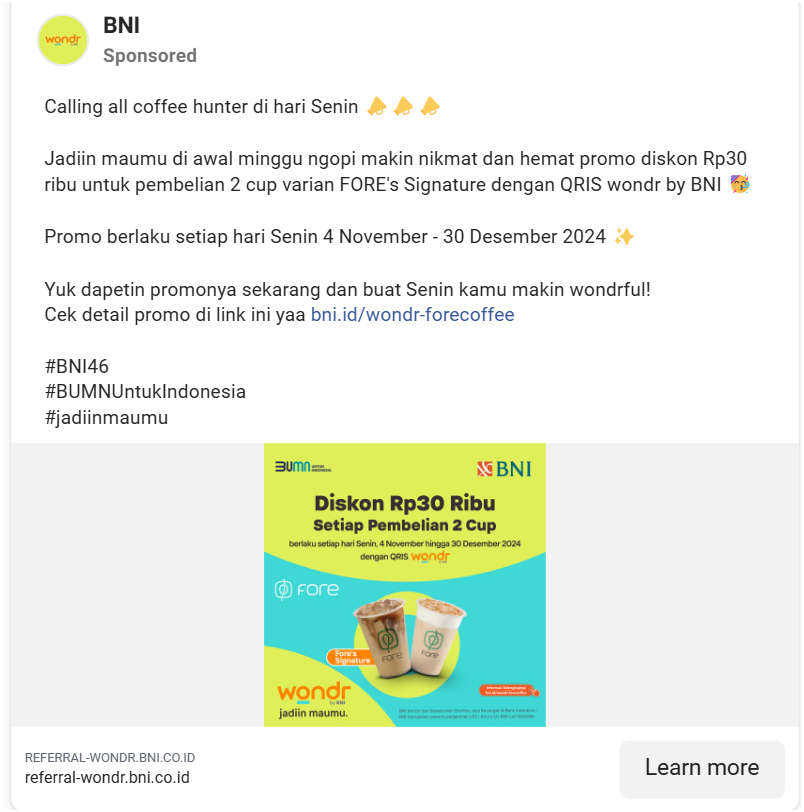 wondr
BNI
Sponsored
Calling all coffee hunter di hari Senin 📣 📣 📣
Jadiin maumu di awal minggu ngopi makin nikmat dan hemat promo diskon Rp30
ribu untuk pembelian 2 cup varian FORE's Signature dengan QRIS wondr by BNI 🥳
Promo berlaku setiap hari Senin 4 November - 30 Desember 2024 ✨
Yuk dapetin promonya sekarang dan buat Senin kamu makin wondrful!
Cek detail promo di link ini yaa bni.id/wondr-forecoffee
#BNI46
#BUMNUntukIndonesia
#jadiinmaumu
BUMN UNTUK INDONESIA
BNI
Diskon Rp30 Ribu
Setiap Pembelian 2 Cup
berlaku setiap hari Senin, 4 November hingga 30 Desember 2024
dengan QRIS wondr
FORE
FORE
FORE
Fore's
Signature
wondr
by BNI
jadiin maumu.
REFERRAL-WONDR.BNI.CO.ID
referral-wondr.bni.co.id
Learn more